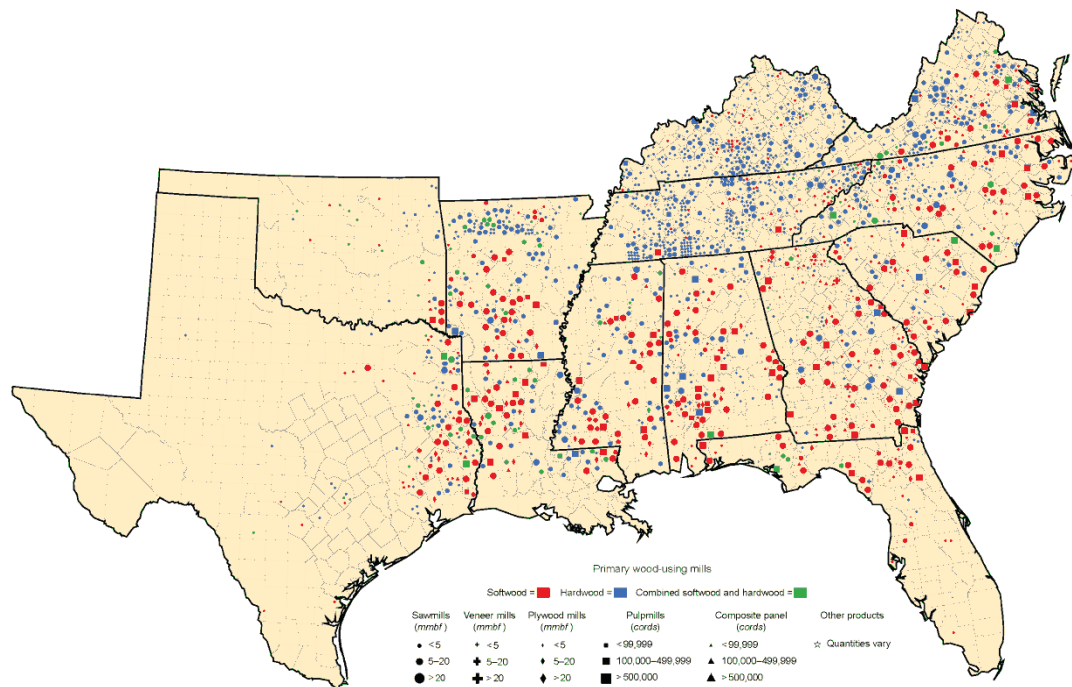 Primary wood-using mills
Softwood = Hardwood = Combined softwood and hardwood =
Sawmills Veneer mills Plywood mills Pulpmills Composite panel Other products
(mmbf) (mmbf) (mmbf) (cords) (cords)
<5 <5 <5 <99,999 <99,999 Quantities vary
5–20 5–20 5–20 100,000–499,999 100,000–499,999
>20 >20 >20 >500,000 >500,000